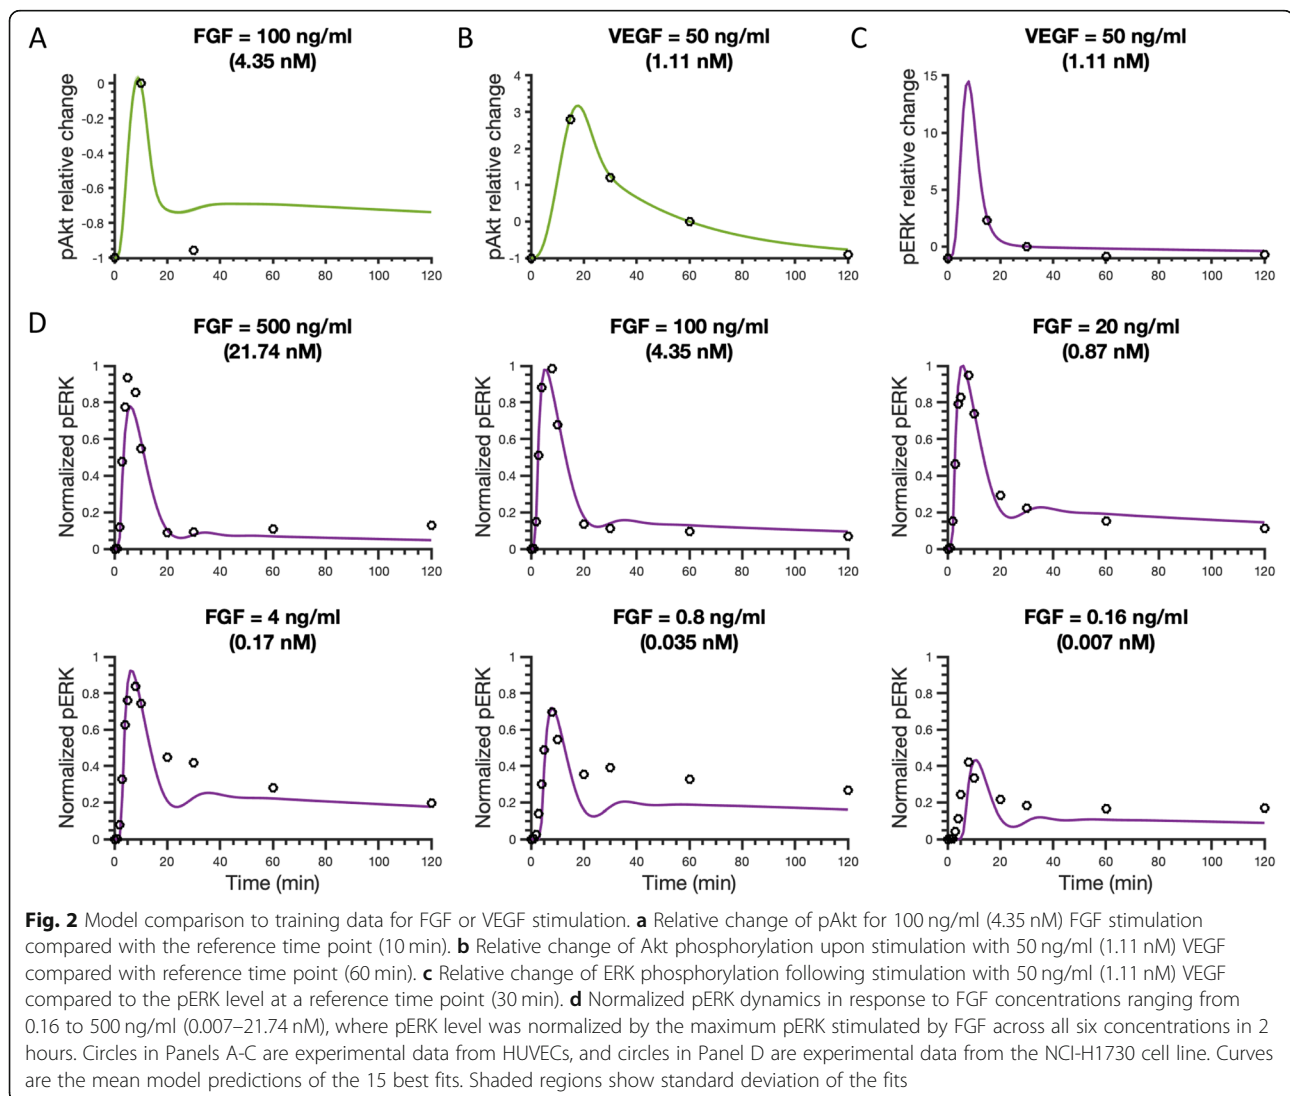 A
FGF = 100 ng/ml
(4.35 nM)
pAkt relative change
0
-0.2
-0.4
-0.6
-0.8
-1
0 20 40 60 80 100 120
B
VEGF = 50 ng/ml
(1.11 nM)
pAkt relative change
4
3
2
1
0
-1
0 20 40 60 80 100 120
C
VEGF = 50 ng/ml
(1.11 nM)
pERK relative change
15
10
5
0
0 20 40 60 80 100 120
D
FGF = 500 ng/ml
(21.74 nM)
Normalized pERK
1
0.8
0.6
0.4
0.2
0
0 20 40 60 80 100 120
FGF = 100 ng/ml
(4.35 nM)
Normalized pERK
1
0.8
0.6
0.4
0.2
0
0 20 40 60 80 100 120
FGF = 20 ng/ml
(0.87 nM)
Normalized pERK
1
0.8
0.6
0.4
0.2
0
0 20 40 60 80 100 120
FGF = 4 ng/ml
(0.17 nM)
Normalized pERK
1
0.8
0.6
0.4
0.2
0
0 20 40 60 80 100 120
Time (min)
FGF = 0.8 ng/ml
(0.035 nM)
Normalized pERK
1
0.8
0.6
0.4
0.2
0
0 20 40 60 80 100 120
Time (min)
FGF = 0.16 ng/ml
(0.007 nM)
Normalized pERK
1
0.8
0.6
0.4
0.2
0
0 20 40 60 80 100 120
Time (min)
Fig. 2 Model comparison to training data for FGF or VEGF stimulation. a Relative change of pAkt for 100 ng/ml (4.35 nM) FGF stimulation
compared with the reference time point (10 min). b Relative change of Akt phosphorylation upon stimulation with 50 ng/ml (1.11 nM) VEGF
compared with reference time point (60 min). c Relative change of ERK phosphorylation following stimulation with 50 ng/ml (1.11 nM) VEGF
compared to the pERK level at a reference time point (30 min). d Normalized pERK dynamics in response to FGF concentrations ranging from
0.16 to 500 ng/ml (0.007–21.74 nM), where pERK level was normalized by the maximum pERK stimulated by FGF across all six concentrations in 2
hours. Circles in Panels A-C are experimental data from HUVECs, and circles in Panel D are experimental data from the NCI-H1730 cell line. Curves
are the mean model predictions of the 15 best fits. Shaded regions show standard deviation of the fits